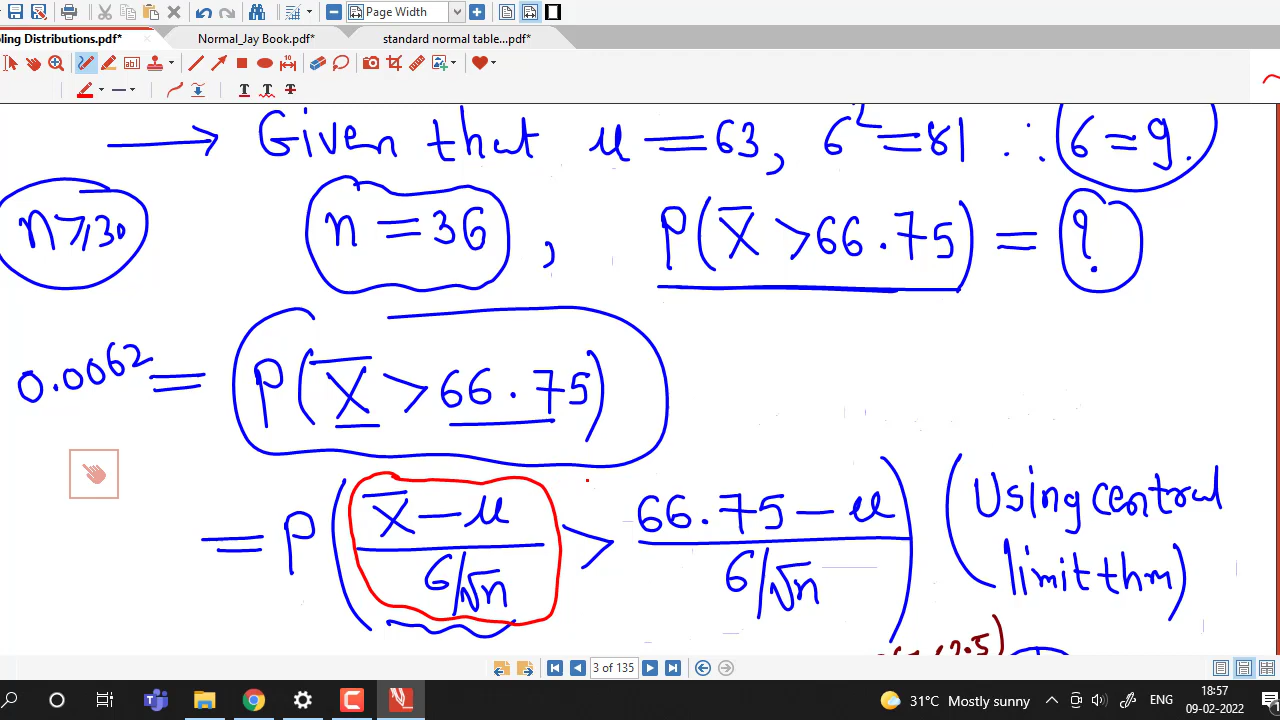 Page Width
pling Distributions.pdf*
Normal_Jay Book.pdf*
standard normal table...pdf*
→ Given that μ = 63, σ² = 81 ∴ σ = 9.
n ≥ 30 n = 36, P(X̄ > 66.75) = ?
0.0062 = P(X̄ > 66.75)
= P( (X̄ - μ)/(σ/√n) > (66.75 - μ)/(σ/√n) ) (Using central
limit thm)
3 of 135
31°C Mostly sunny
ENG
18:57
09-02-2022